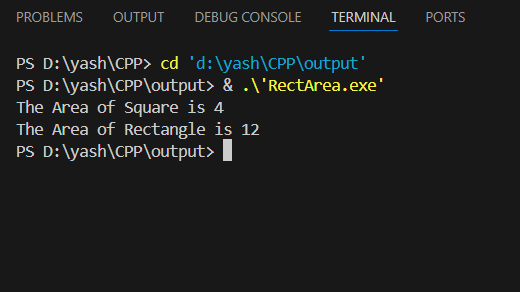 PROBLEMS OUTPUT DEBUG CONSOLE TERMINAL PORTS
PS D:\yash\CPP> cd 'd:\yash\CPP\output'
PS D:\yash\CPP\output> & .\'RectArea.exe'
The Area of Square is 4
The Area of Rectangle is 12
PS D:\yash\CPP\output>